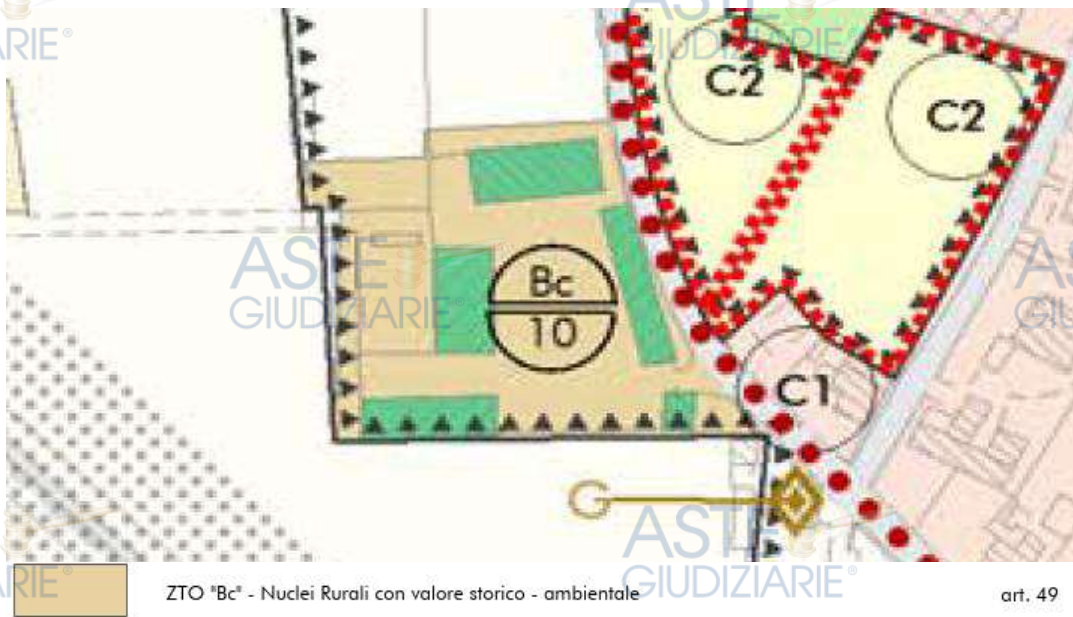 ASTE
GIUDIZIARIE®
C2
C2
ASTE
GIUDIZIARIE®
Bc
10
C1
G
ASTE
GIUDIZIARIE®
ZTO "Bc" - Nuclei Rurali con valore storico - ambientale
art. 49